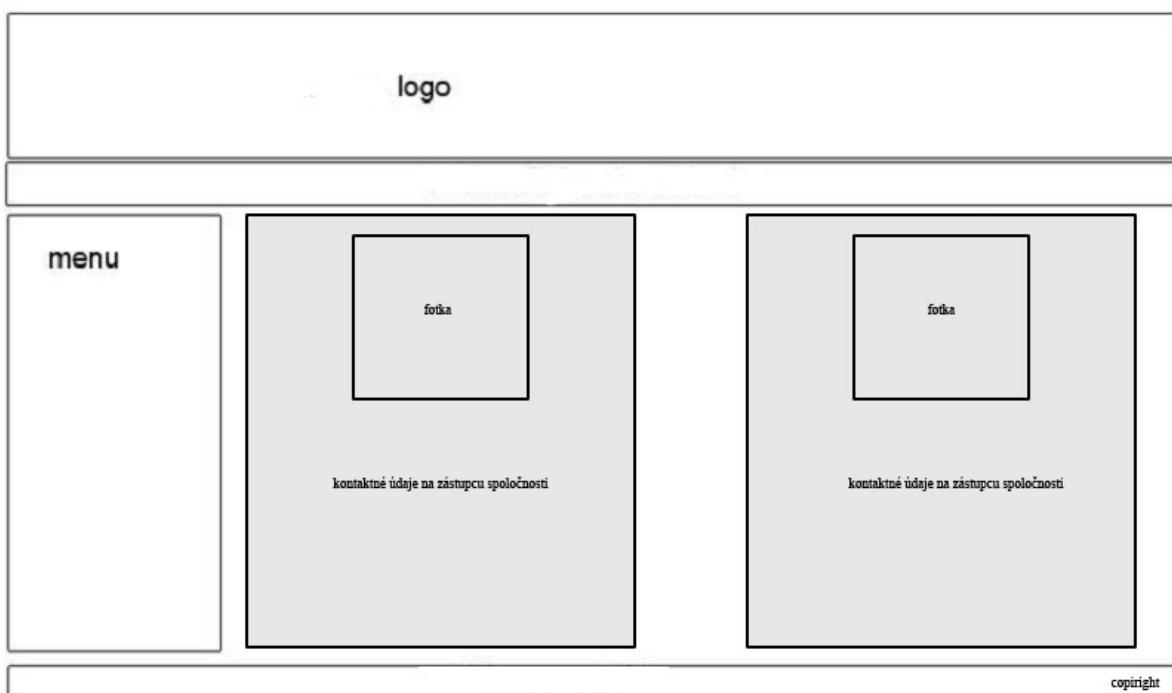 logo
menu
fotka
kontaktné údaje na zástupcu spoločnosti
fotka
kontaktné údaje na zástupcu spoločnosti
copiright